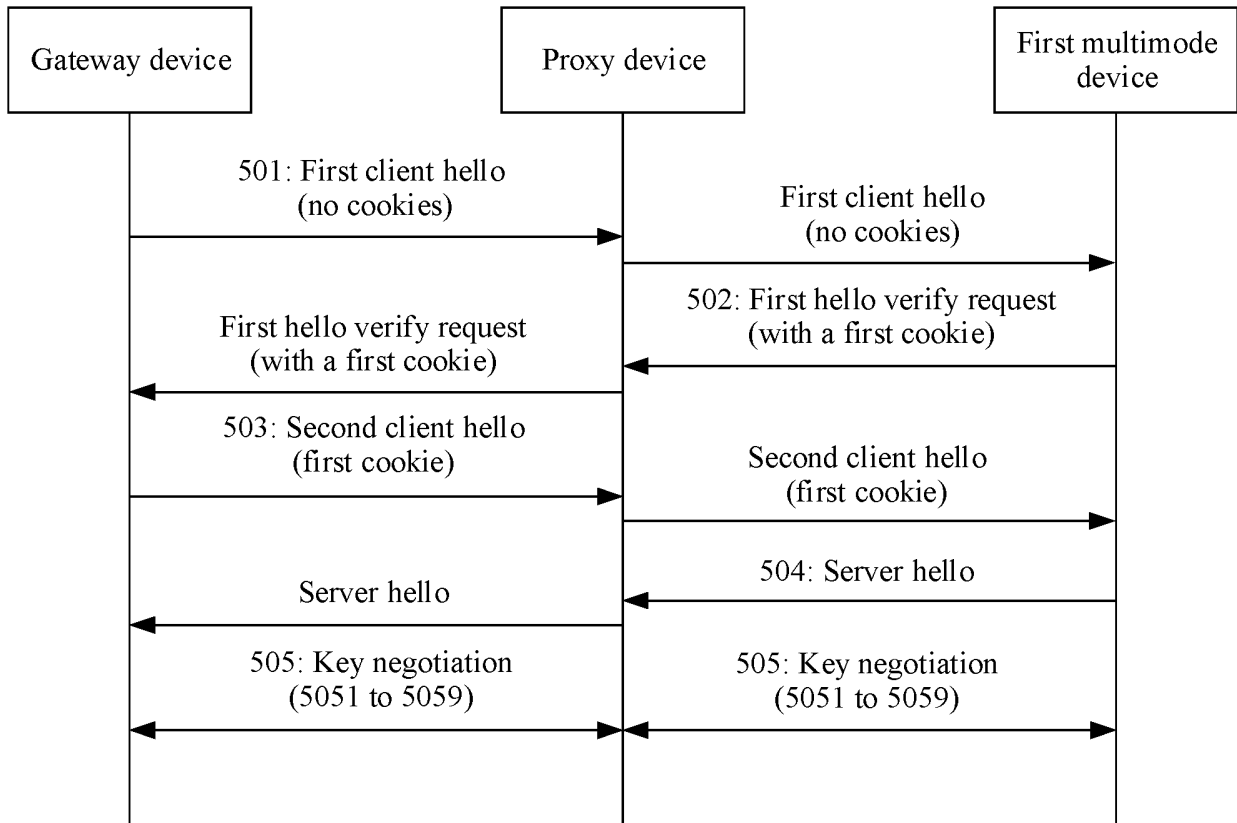 Gateway device
Proxy device
First multimode
device
501: First client hello
(no cookies)
First client hello
(no cookies)
502: First hello verify request
(with a first cookie)
First hello verify request
(with a first cookie)
503: Second client hello
(first cookie)
Second client hello
(first cookie)
504: Server hello
Server hello
505: Key negotiation
(5051 to 5059)
505: Key negotiation
(5051 to 5059)